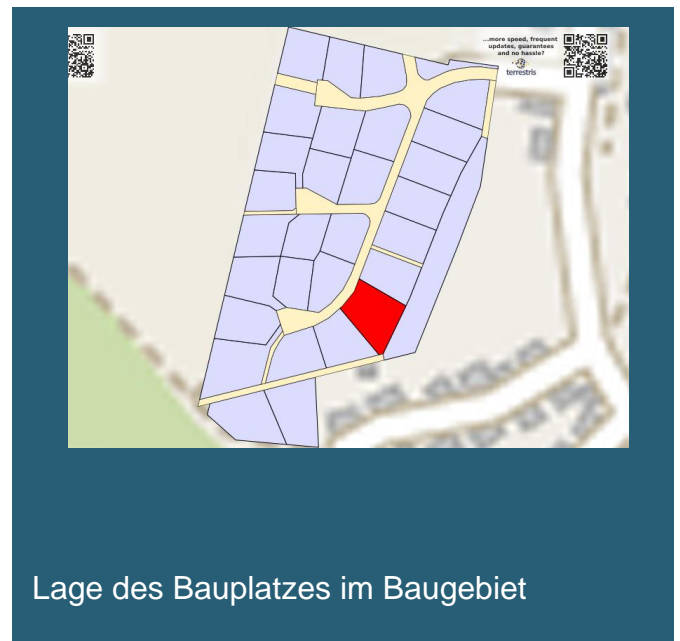 ...more speed, frequent
updates, guarantees
and no hassle?
terrestris
Lage des Bauplatzes im Baugebiet